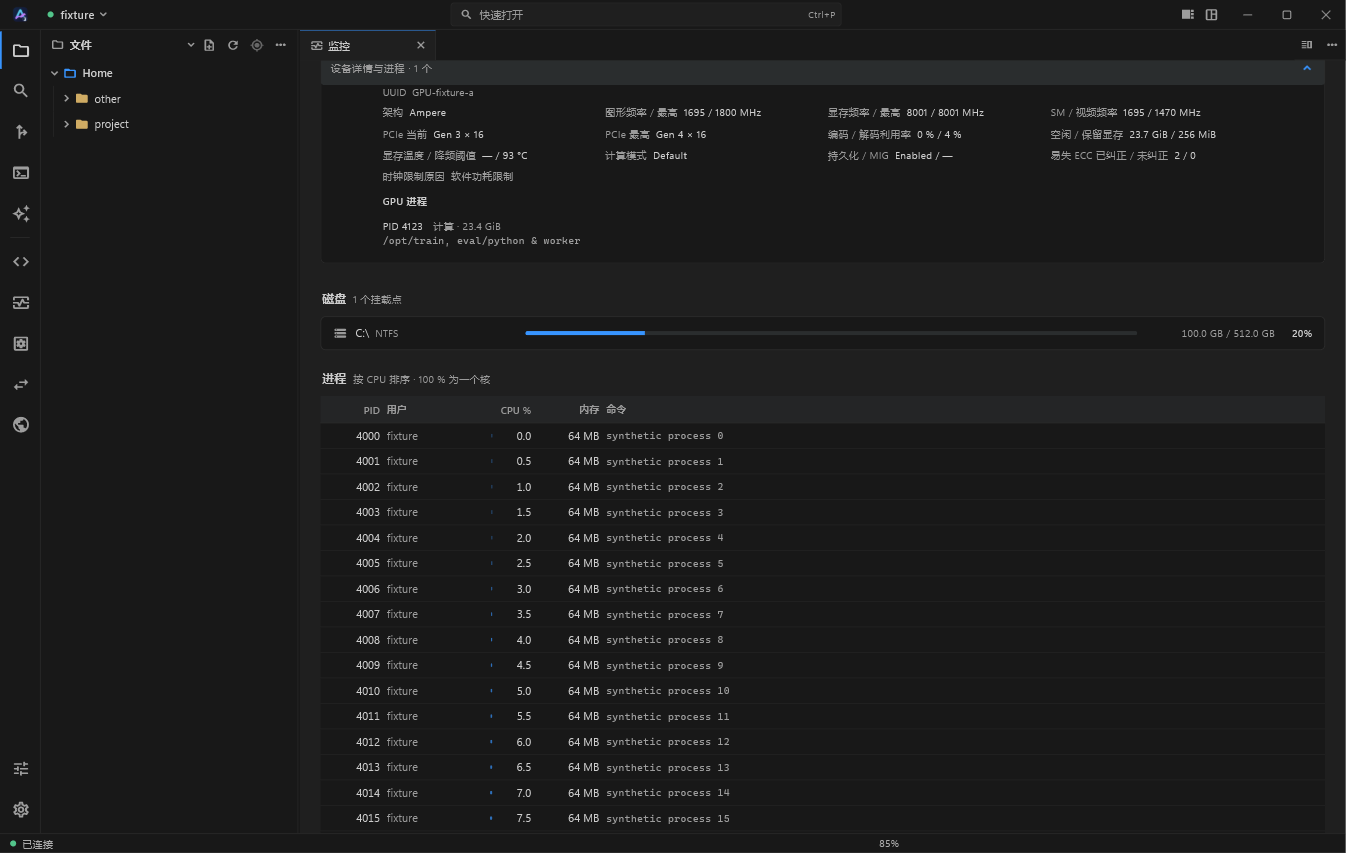 fixture
快速打开 Ctrl+P
文件
Home
other
project
监控
设备详情与进程 · 1 个
UUID GPU-fixture-a
架构 Ampere 图形频率 / 最高 1695 / 1800 MHz 显存频率 / 最高 8001 / 8001 MHz SM / 视频频率 1695 / 1470 MHz
PCIe 当前 Gen 3 × 16 PCIe 最高 Gen 4 × 16 编码 / 解码利用率 0 % / 4 % 空闲 / 保留显存 23.7 GiB / 256 MiB
显存温度 / 降频阈值 — / 93 °C 计算模式 Default 持久化 / MIG Enabled / — 易失 ECC 已纠正 / 未纠正 2 / 0
时钟限制原因 软件功耗限制
GPU 进程
PID 4123 计算 · 23.4 GiB
/opt/train, eval/python & worker
磁盘 1 个挂载点
C:\ NTFS 100.0 GB / 512.0 GB 20%
进程 按 CPU 排序 · 100 % 为一个核
PID 用户 CPU % 内存 命令
4000 fixture 0.0 64 MB synthetic process 0
4001 fixture 0.5 64 MB synthetic process 1
4002 fixture 1.0 64 MB synthetic process 2
4003 fixture 1.5 64 MB synthetic process 3
4004 fixture 2.0 64 MB synthetic process 4
4005 fixture 2.5 64 MB synthetic process 5
4006 fixture 3.0 64 MB synthetic process 6
4007 fixture 3.5 64 MB synthetic process 7
4008 fixture 4.0 64 MB synthetic process 8
4009 fixture 4.5 64 MB synthetic process 9
4010 fixture 5.0 64 MB synthetic process 10
4011 fixture 5.5 64 MB synthetic process 11
4012 fixture 6.0 64 MB synthetic process 12
4013 fixture 6.5 64 MB synthetic process 13
4014 fixture 7.0 64 MB synthetic process 14
4015 fixture 7.5 64 MB synthetic process 15
已连接 85%